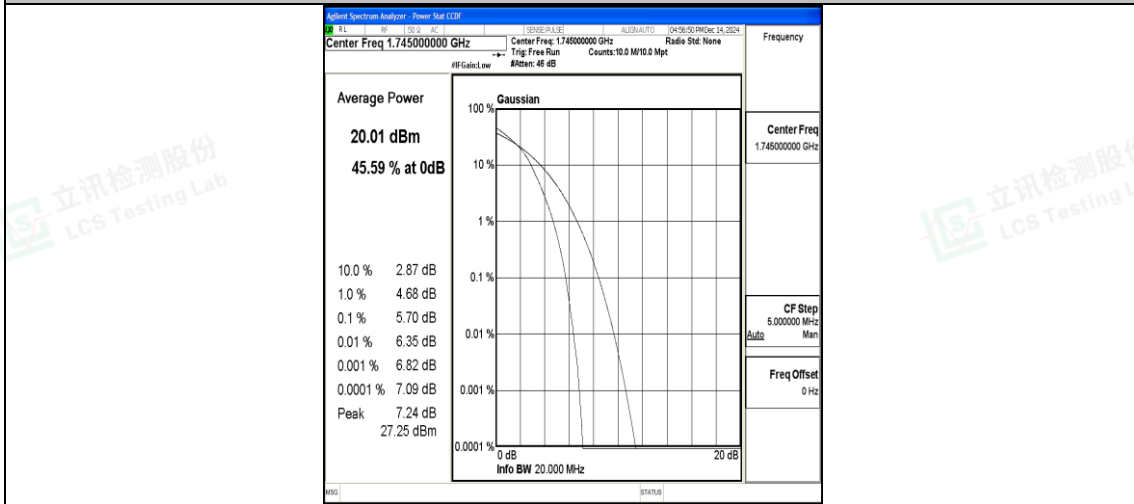 Agilent Spectrum Analyzer - Power Stat CCDF
RL RF 50 Ω AC SENSE:PULSE ALIGN AUTO 04:56:50 PM Dec 14, 2024
Center Freq 1.745000000 GHz
Center Freq: 1.745000000 GHz Radio Std: None
Trig: Free Run Counts:10.0 M/10.0 Mpt
#IFGain:Low #Atten: 46 dB
Frequency
Average Power
20.01 dBm
45.59 % at 0dB
10.0 % 2.87 dB
1.0 % 4.68 dB
0.1 % 5.70 dB
0.01 % 6.35 dB
0.001 % 6.82 dB
0.0001 % 7.09 dB
Peak 7.24 dB
27.25 dBm
Gaussian
100 %
10 %
1 %
0.1 %
0.01 %
0.001 %
0.0001 %
0 dB 20 dB
Info BW 20.000 MHz
Center Freq
1.745000000 GHz
CF Step
5.000000 MHz
Auto Man
Freq Offset
0 Hz
MSG STATUS
立讯检测股份
LCS Testing Lab
立讯检测股份
LCS Testing L